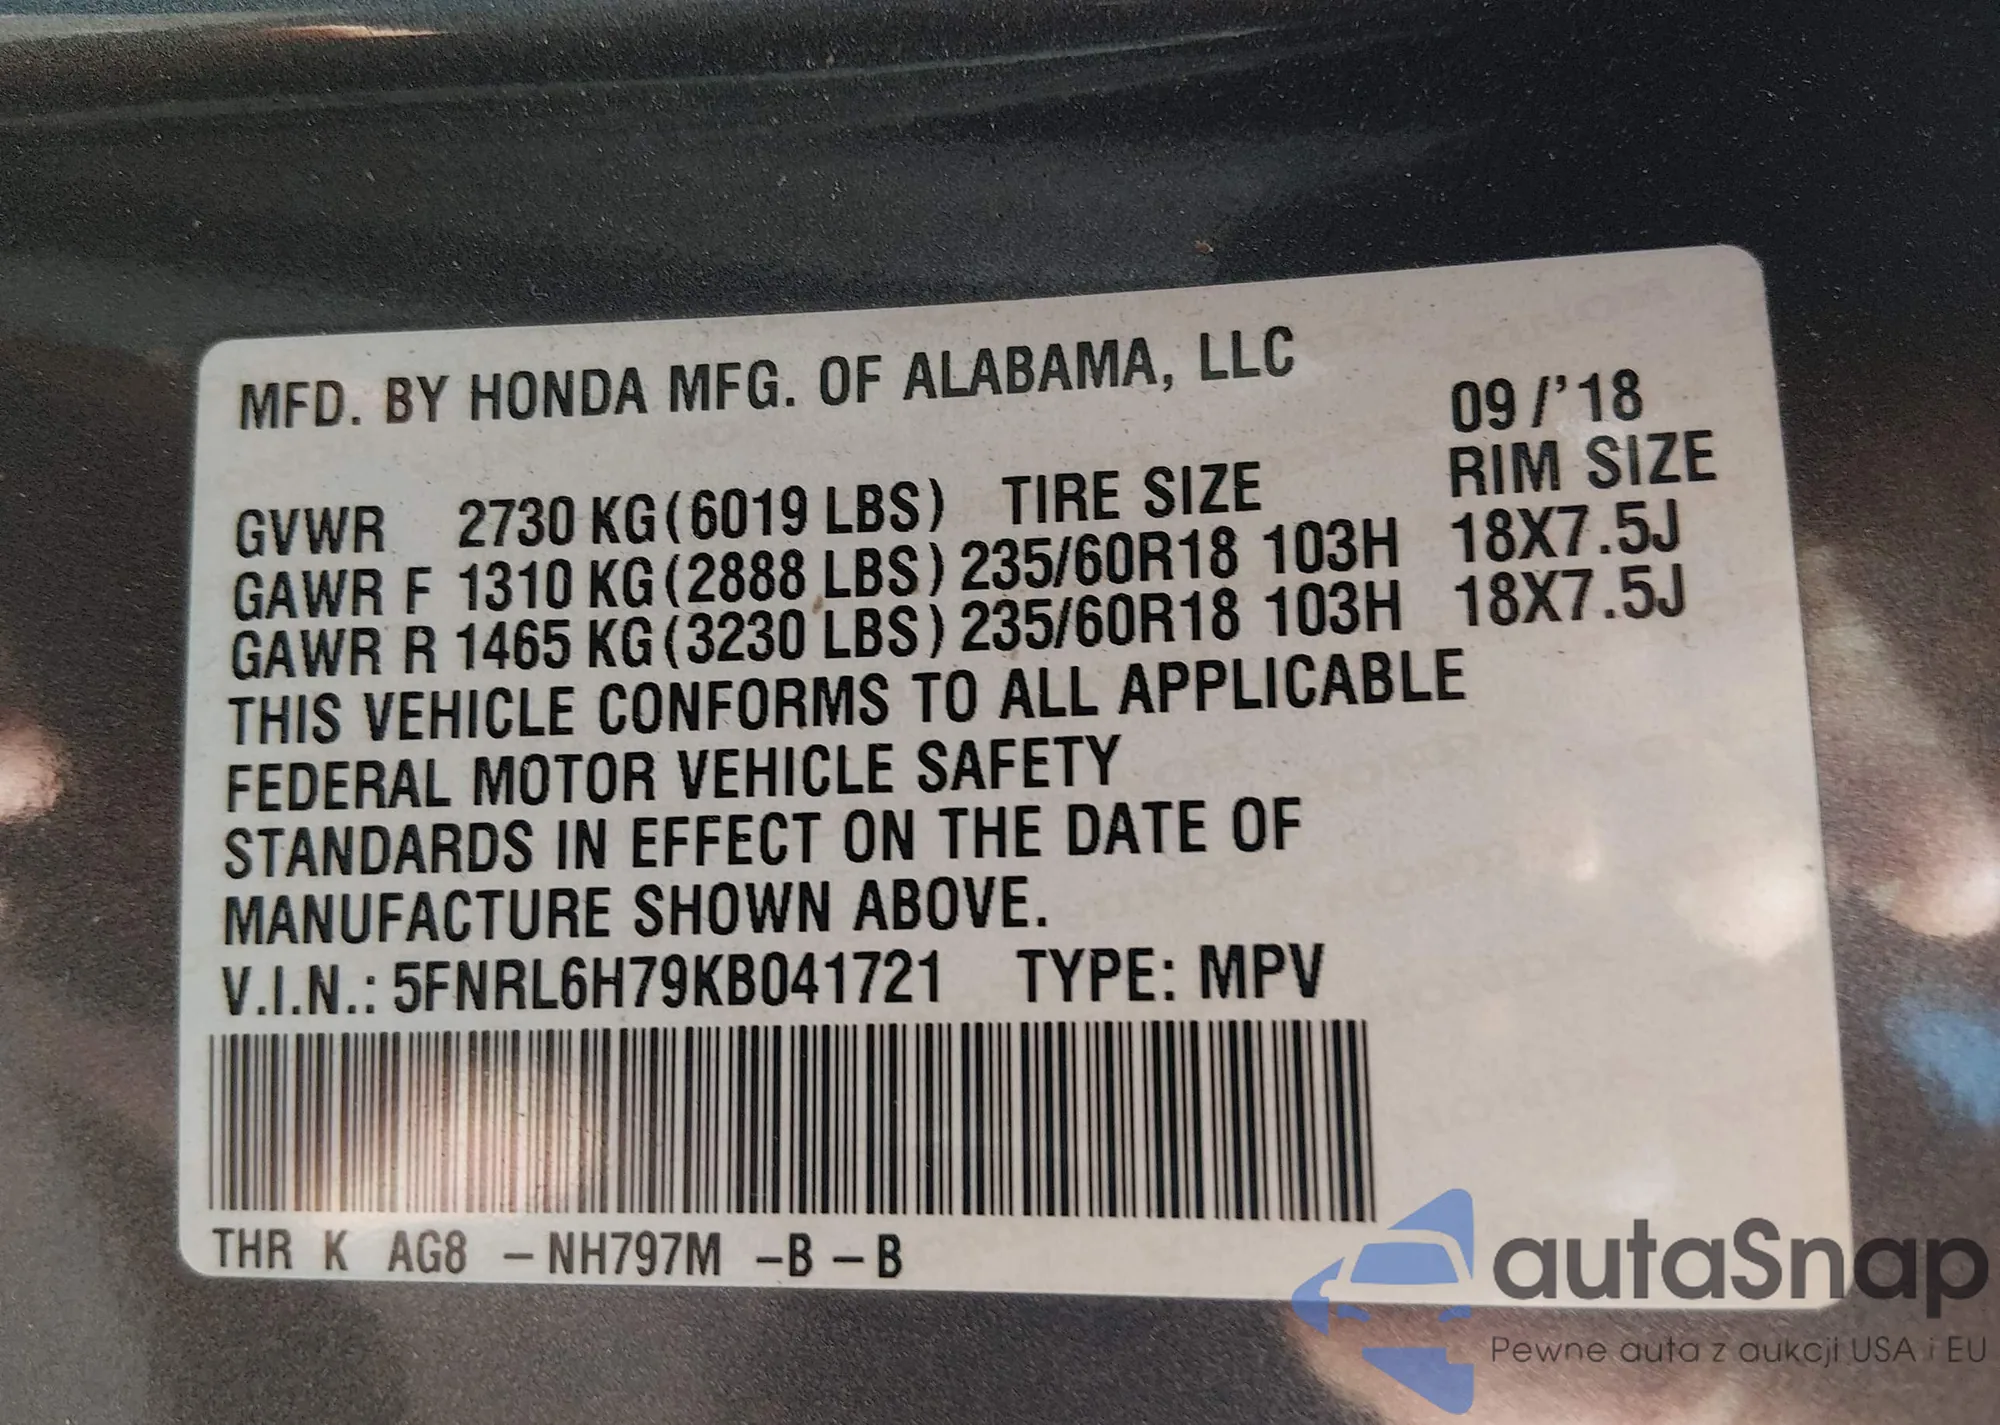 MFD. BY HONDA MFG. OF ALABAMA, LLC
09/'18
GVWR 2730 KG(6019 LBS) TIRE SIZE RIM SIZE
GAWR F 1310 KG(2888 LBS) 235/60R18 103H 18X7.5J
GAWR R 1465 KG(3230 LBS) 235/60R18 103H 18X7.5J
THIS VEHICLE CONFORMS TO ALL APPLICABLE
FEDERAL MOTOR VEHICLE SAFETY
STANDARDS IN EFFECT ON THE DATE OF
MANUFACTURE SHOWN ABOVE.
V.I.N.: 5FNRL6H79KB041721 TYPE: MPV
THR K AG8 -NH797M -B -B
autaSnap
Pewne auta z aukcji USA i EU